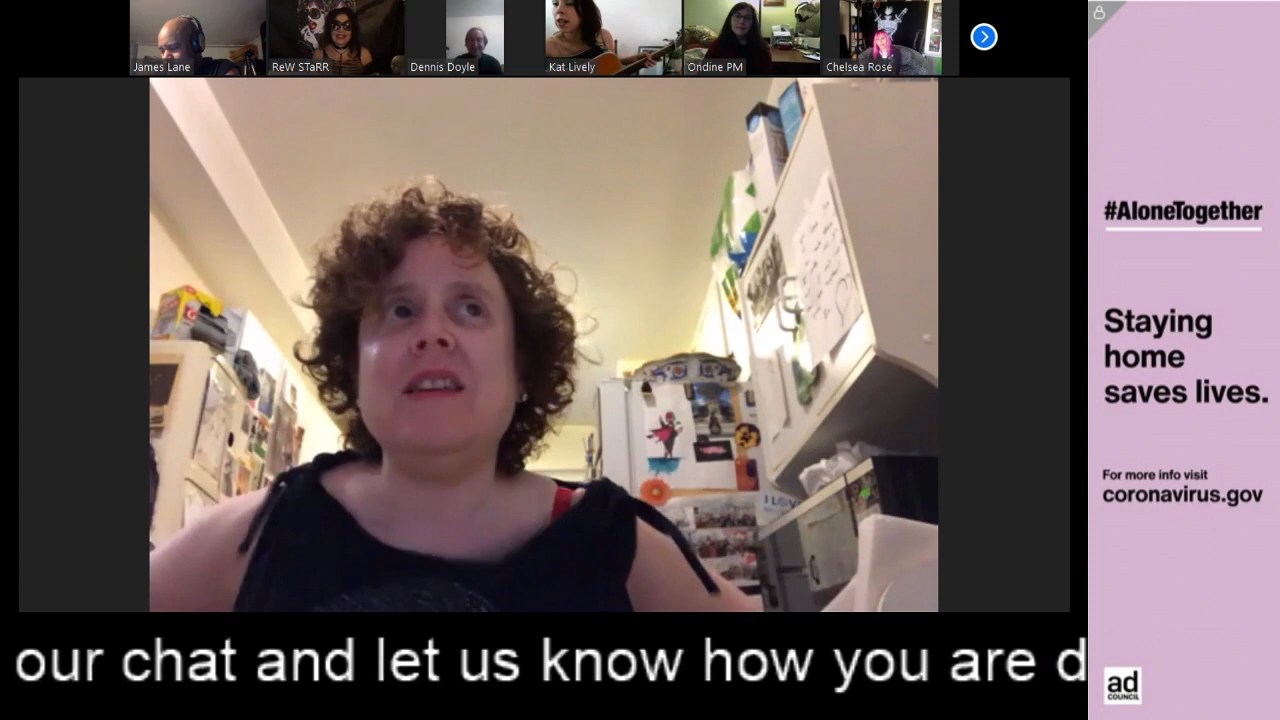 James Lane
ReW STaRR
Dennis Doyle
Kat Lively
Ondine PM
Chelsea Rose
#AloneTogether
Staying
home
saves lives.
For more info visit
coronavirus.gov
I LOV
our chat and let us know how you are d
ad
COUNCIL